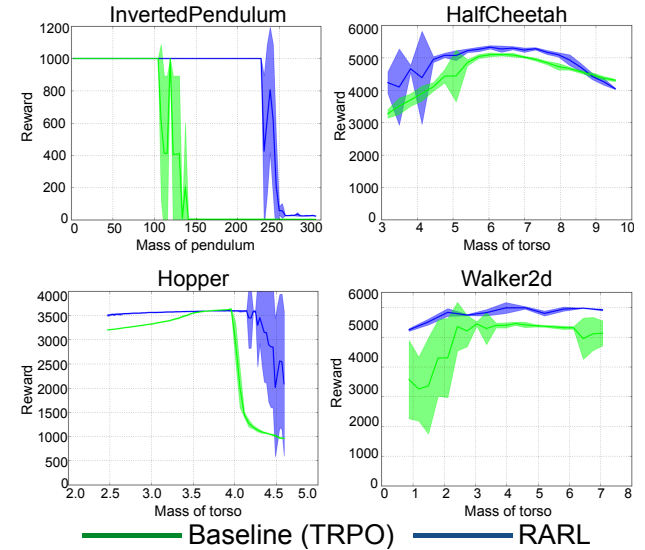 InvertedPendulum
1200
1000
800
600
400
200
0
Reward
0 50 100 150 200 250 300
Mass of pendulum
HalfCheetah
6000
5000
4000
3000
2000
1000
0
Reward
3 4 5 6 7 8 9 10
Mass of torso
Hopper
4000
3500
3000
2500
2000
1500
1000
500
0
Reward
2.0 2.5 3.0 3.5 4.0 4.5 5.0
Mass of torso
Walker2d
6000
5000
4000
3000
2000
1000
0
Reward
0 1 2 3 4 5 6 7 8
Mass of torso
Baseline (TRPO) RARL